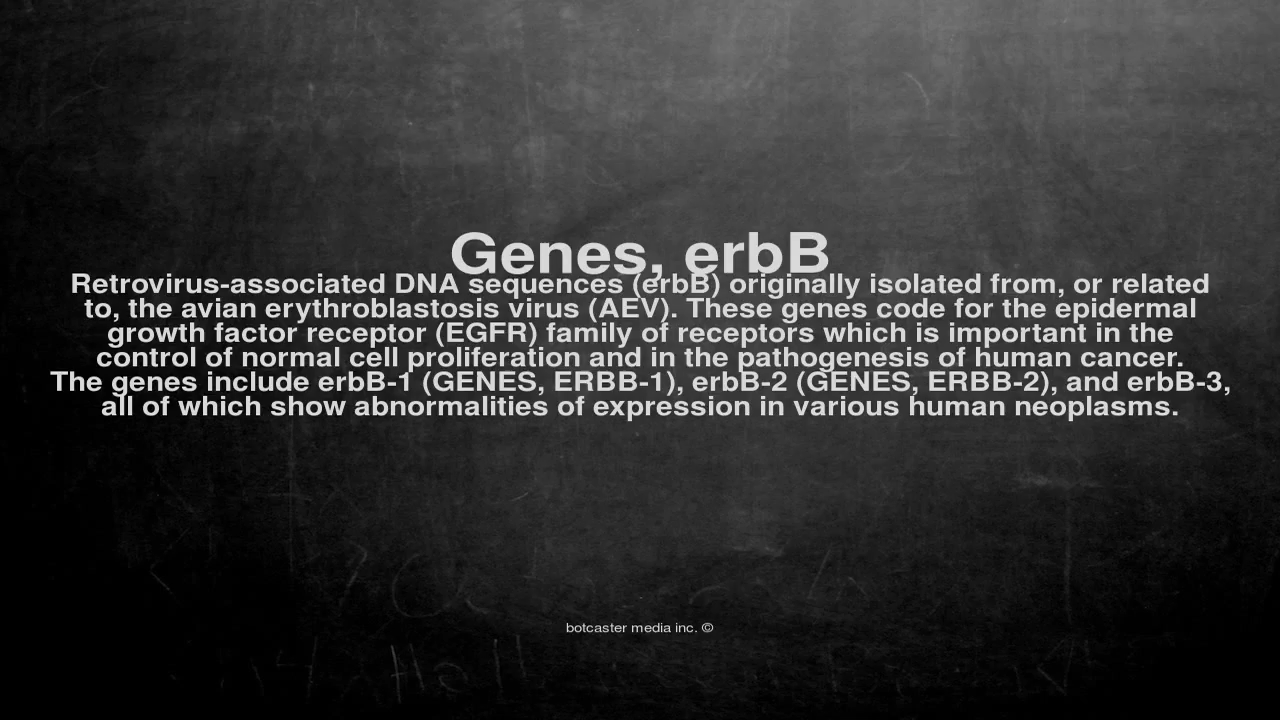 Genes, erbB
Retrovirus-associated DNA sequences (erbB) originally isolated from, or related
to, the avian erythroblastosis virus (AEV). These genes code for the epidermal
growth factor receptor (EGFR) family of receptors which is important in the
control of normal cell proliferation and in the pathogenesis of human cancer.
The genes include erbB-1 (GENES, ERBB-1), erbB-2 (GENES, ERBB-2), and erbB-3,
all of which show abnormalities of expression in various human neoplasms.
botcaster media inc. ©